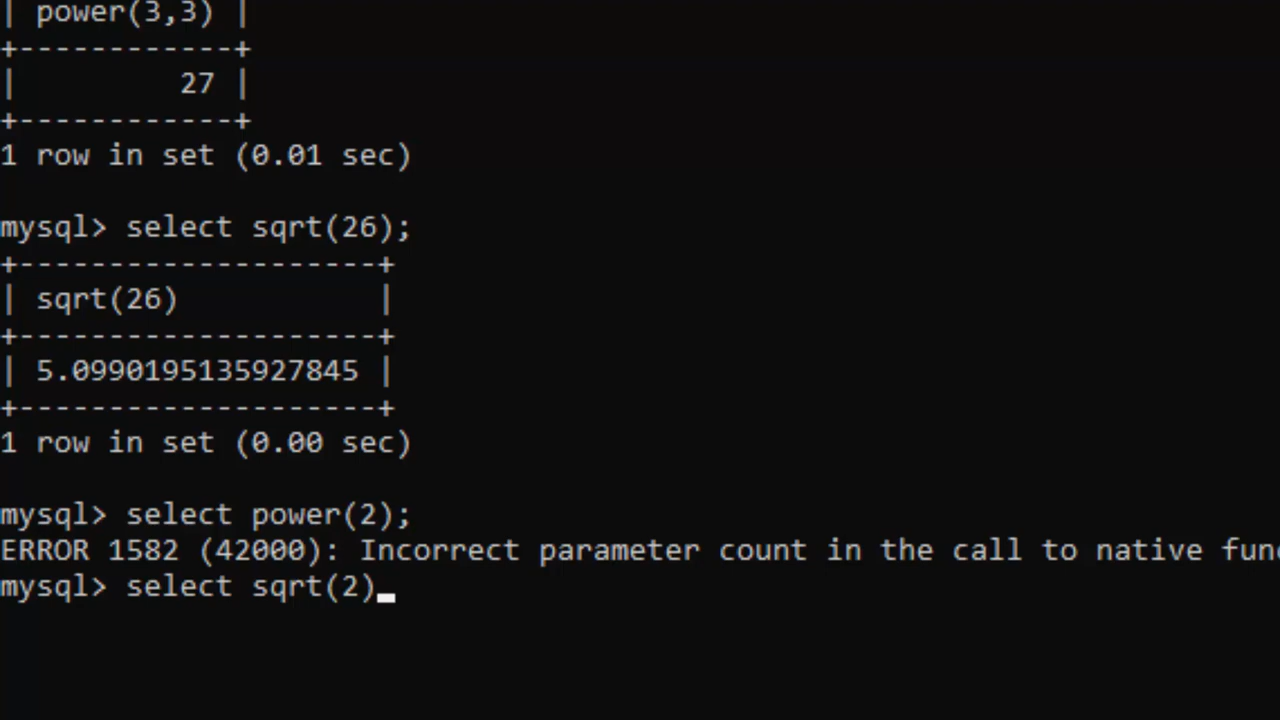 | power(3,3) |
+------------+
|         27 |
+------------+
1 row in set (0.01 sec)
mysql> select sqrt(26);
+--------------------+
| sqrt(26)           |
+--------------------+
| 5.0990195135927845 |
+--------------------+
1 row in set (0.00 sec)
mysql> select power(2);
ERROR 1582 (42000): Incorrect parameter count in the call to native func
mysql> select sqrt(2)